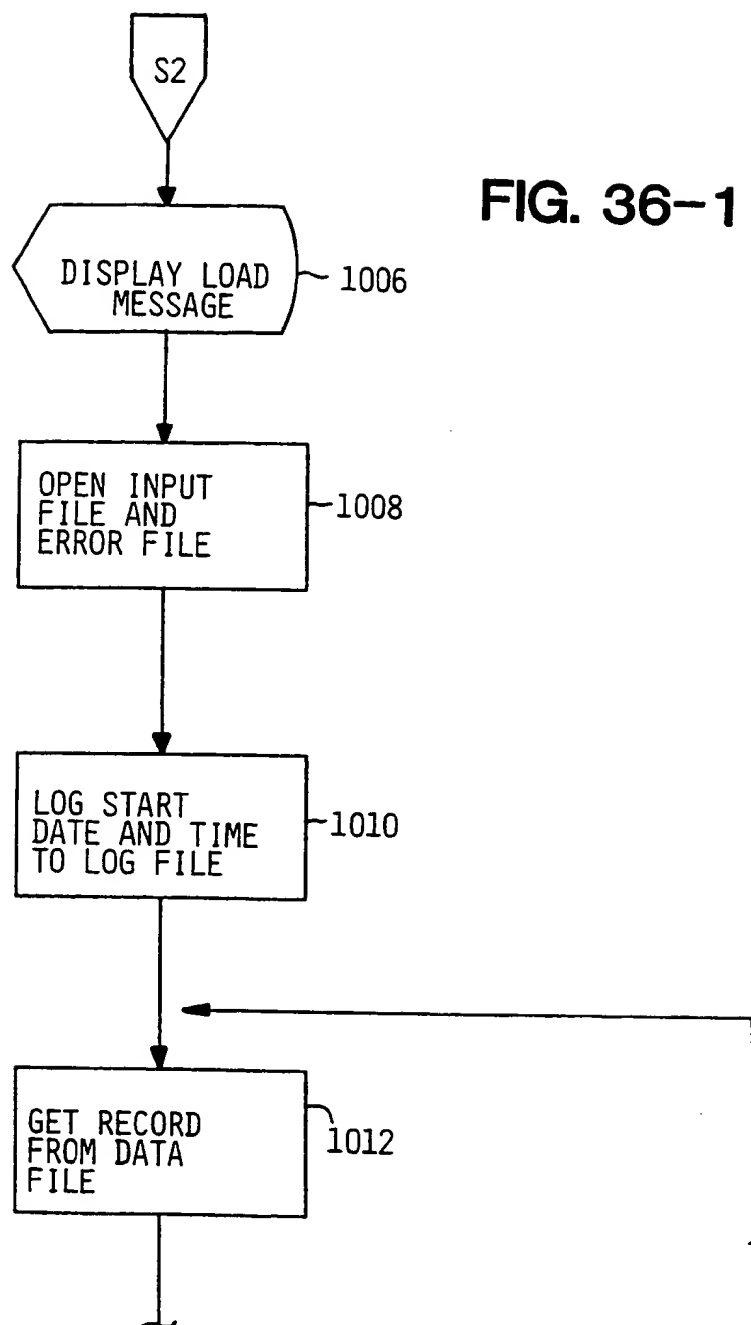 S2
FIG. 36-1
DISPLAY LOAD
MESSAGE
1006
OPEN INPUT
FILE AND
ERROR FILE
1008
LOG START
DATE AND TIME
TO LOG FILE
1010
GET RECORD
FROM DATA
FILE
1012